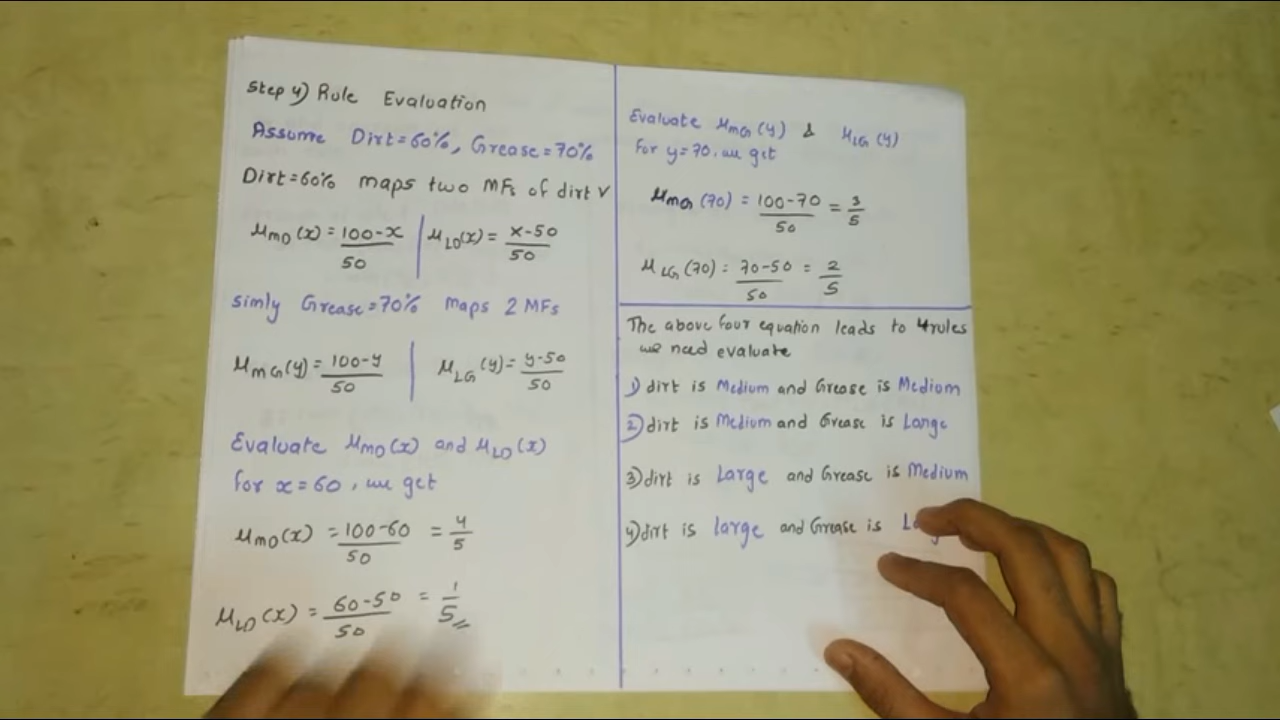 Step 4) Rule Evaluation
Assume Dirt=60%, Grease=70%
Dirt=60% maps two MFs of dirt
μmD(x) = 100-x/50 | μLD(x) = x-50/50
simly Grease=70% maps 2 MFs
μmG(y) = 100-y/50 | μLG(y) = y-50/50
Evaluate μmD(x) and μLD(x)
for x=60, we get
μmD(x) = 100-60/50 = 4/5
μLD(x) = 60-50/50 = 1/5
Evaluate μmG(y) & μLG(y)
for y=70, we get
μmG(70) = 100-70/50 = 3/5
μLG(70) = 70-50/50 = 2/5
The above four equation leads to 4 rules
we need evaluate
1) dirt is Medium and Grease is Medium
2) dirt is Medium and Grease is Large
3) dirt is Large and Grease is Medium
4) dirt is large and Grease is